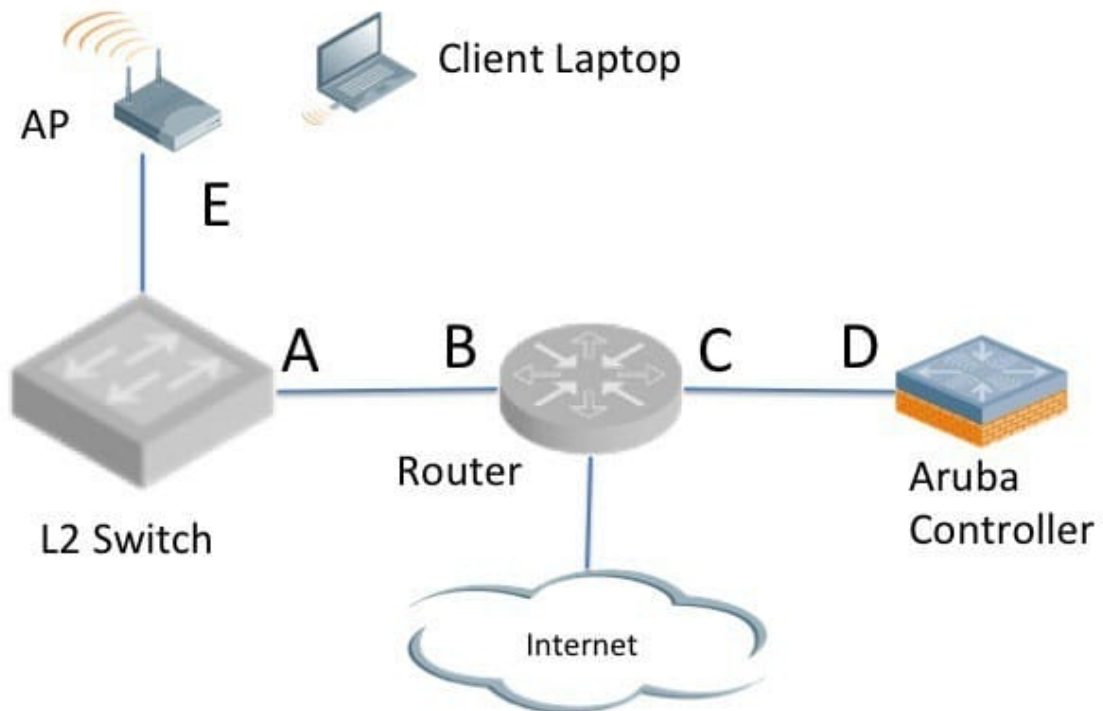 Client Laptop
AP
E
A
B
C
D
Router
Aruba
Controller
L2 Switch
Internet